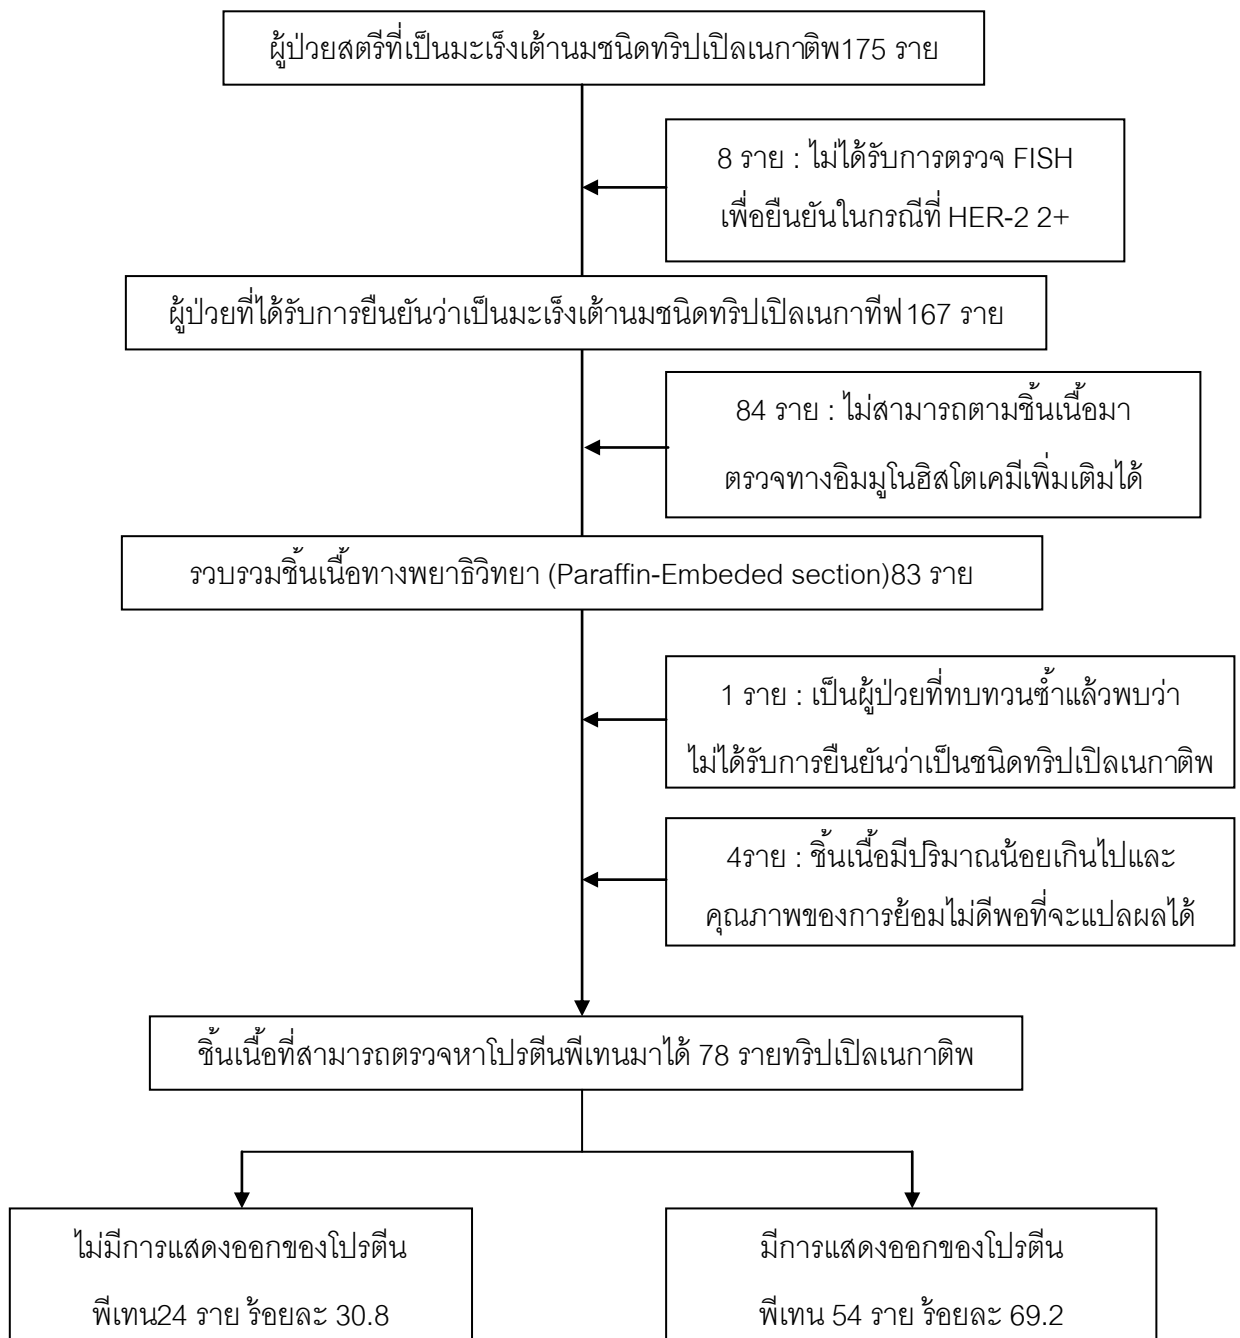 ผู้ป่วยสตรีที่เป็นมะเร็งเต้านมชนิดทริปเปิลเนกาติพ175 ราย
8 ราย : ไม่ได้รับการตรวจ FISH
เพื่อยืนยันในกรณีที่ HER-2 2+
ผู้ป่วยที่ได้รับการยืนยันว่าเป็นมะเร็งเต้านมชนิดทริปเปิลเนกาทีฟ167 ราย
84 ราย : ไม่สามารถตามชิ้นเนื้อมา
ตรวจทางอิมมูโนฮิสโตเคมีเพิ่มเติมได้
รวบรวมชิ้นเนื้อทางพยาธิวิทยา (Paraffin-Embeded section)83 ราย
1 ราย : เป็นผู้ป่วยที่ทบทวนซ้ำแล้วพบว่า
ไม่ได้รับการยืนยันว่าเป็นชนิดทริปเปิลเนกาติพ
4ราย : ชิ้นเนื้อมีปริมาณน้อยเกินไปและ
คุณภาพของการย้อมไม่ดีพอที่จะแปลผลได้
ชิ้นเนื้อที่สามารถตรวจหาโปรตีนพีเทนมาได้ 78 รายทริปเปิลเนกาติพ
ไม่มีการแสดงออกของโปรตีน
พีเทน24 ราย ร้อยละ 30.8
มีการแสดงออกของโปรตีน
พีเทน 54 ราย ร้อยละ 69.2